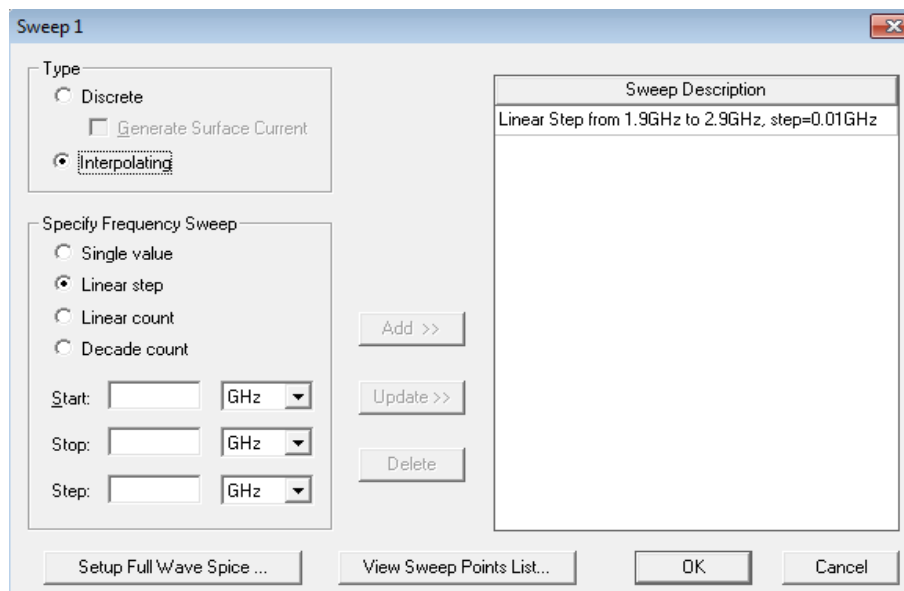 Sweep 1
Type
Discrete
Generate Surface Current
Interpolating
Specify Frequency Sweep
Single value
Linear step
Linear count
Decade count
Start: GHz
Stop: GHz
Step: GHz
Add >>
Update >>
Delete
Sweep Description
Linear Step from 1.9GHz to 2.9GHz, step=0.01GHz
Setup Full Wave Spice ...
View Sweep Points List...
OK
Cancel